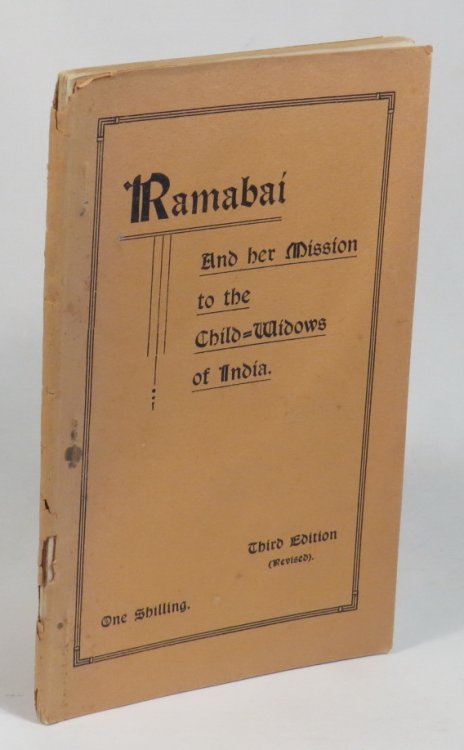 Ramabai
And her Mission
to the
Child=Widows
of India.
Third Edition
(Revised).
One Shilling.